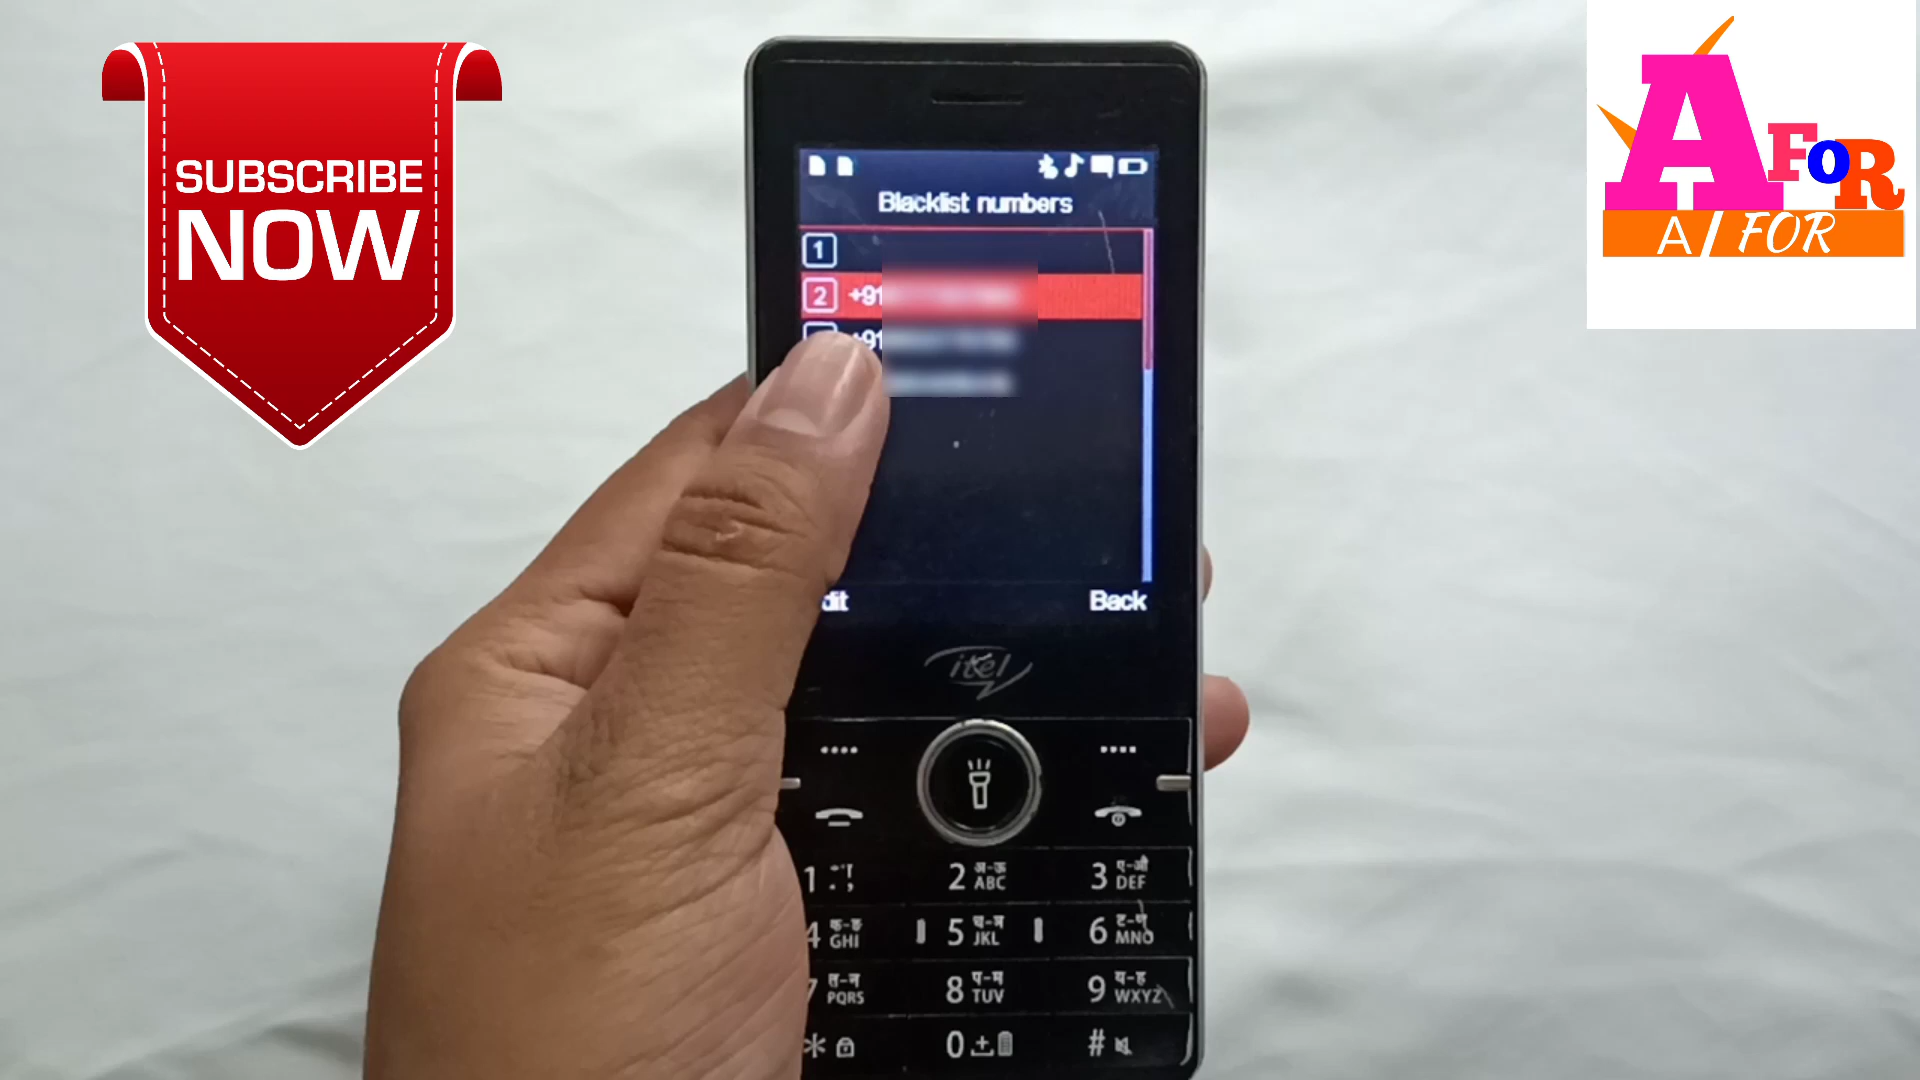 SUBSCRIBE
NOW
A FOR
A / FOR
Blacklist numbers
1
2 +91
+91
Back
itel
1
2 अ-ऊ ABC
3 ए-औ DEF
4 क-ङ GHI
5 च-ञ JKL
6 ट-ण MNO
7 त-न PQRS
8 प-म TUV
9 य-ह WXYZ
*
0 +
#